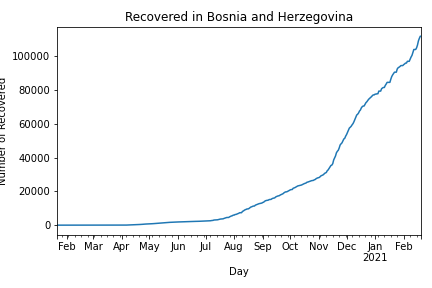 Recovered in Bosnia and Herzegovina
100000
80000
60000
40000
20000
0
Number of Recovered
Feb Mar Apr May Jun Jul Aug Sep Oct Nov Dec Jan Feb
2021
Day